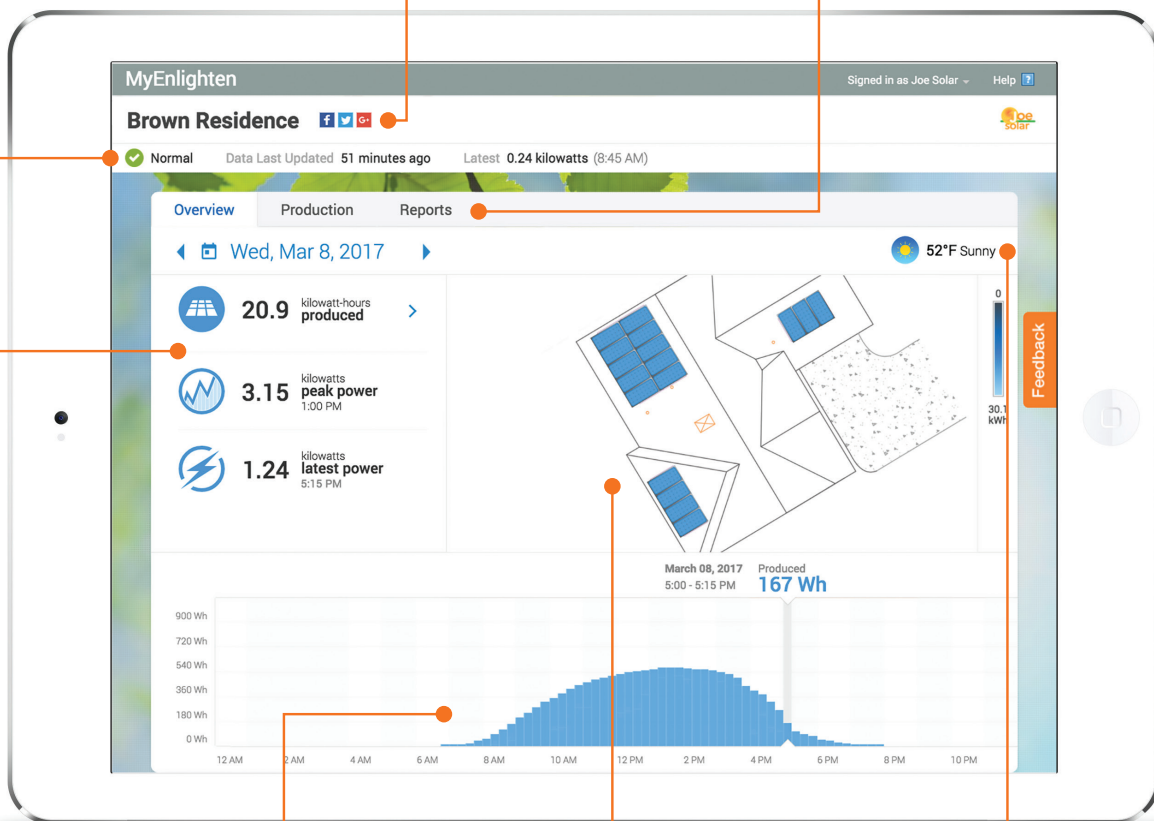 MyEnlighten
Signed in as Joe Solar
Help ?
Brown Residence
f G+
Joe
solar
Normal Data Last Updated 51 minutes ago Latest 0.24 kilowatts (8:45 AM)
Overview Production Reports
Wed, Mar 8, 2017
52°F Sunny
20.9 kilowatt-hours
produced
3.15 kilowatts
peak power
1:00 PM
1.24 kilowatts
latest power
5:15 PM
0
30.1
kWh
Feedback
March 08, 2017 Produced
5:00 - 5:15 PM 167 Wh
900 Wh
720 Wh
540 Wh
360 Wh
180 Wh
0 Wh
12 AM 2 AM 4 AM 6 AM 8 AM 10 AM 12 PM 2 PM 4 PM 6 PM 8 PM 10 PM